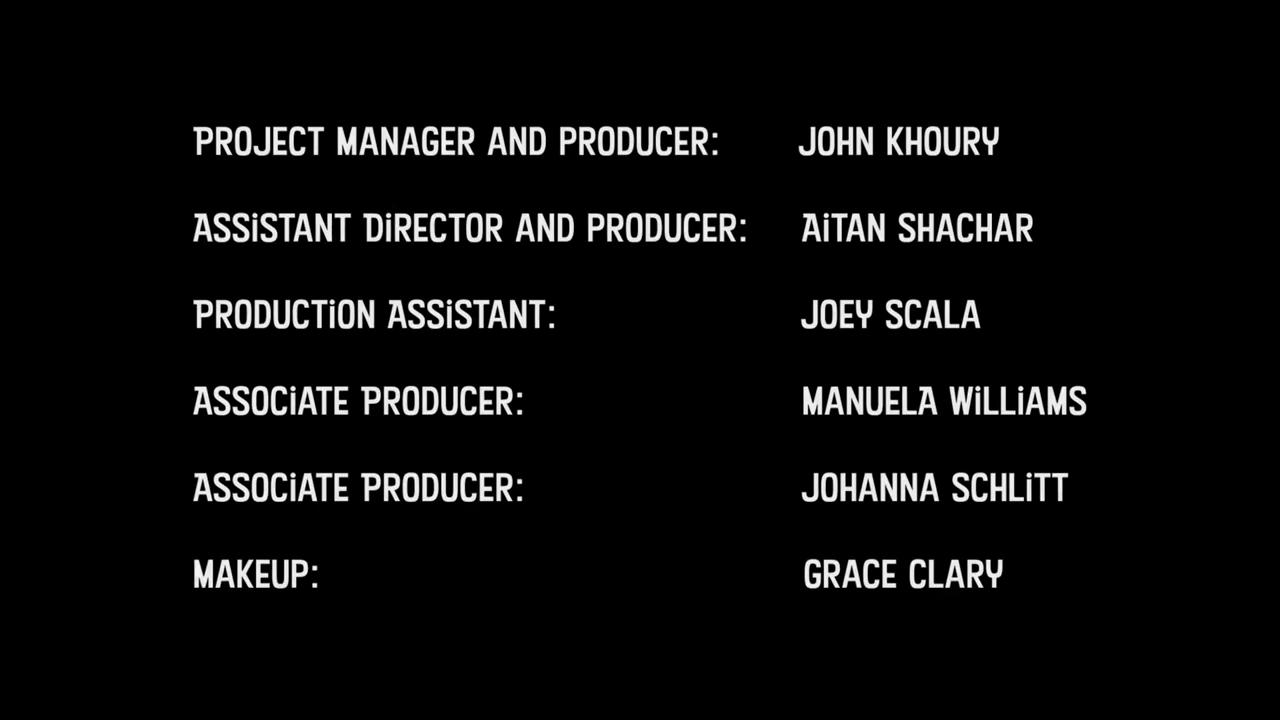 PROJECT MANAGER AND PRODUCER: JOHN KHOURY
ASSiSTANT DiRECTOR AND PRODUCER: AiTAN SHACHAR
PRODUCTiON ASSiSTANT: JOEY SCALA
ASSOCiATE PRODUCER: MANUELA WiLLiAMS
ASSOCiATE PRODUCER: JOHANNA SCHLiTT
MAKEUP: GRACE CLARY